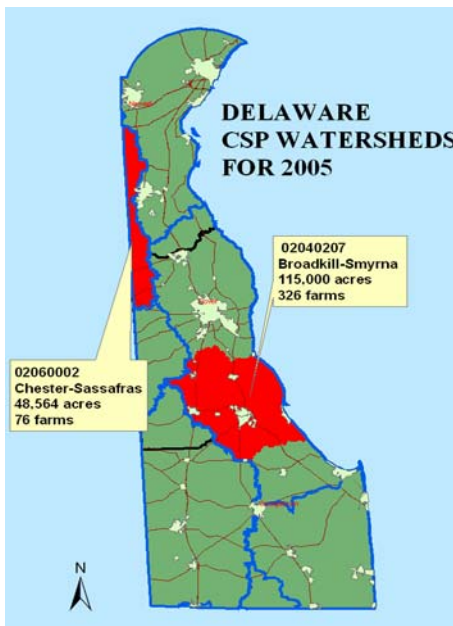 DELAWARE
CSP WATERSHEDS
FOR 2005
02040207
Broadkill-Smyrna
115,000 acres
326 farms
02060002
Chester-Sassafras
48,564 acres
76 farms
N